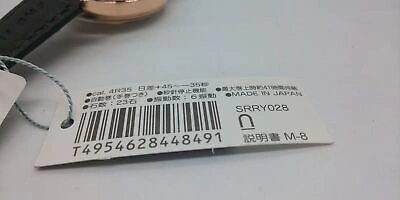 ●cal. 4R35 日差+45~-35秒
●自動巻(手巻つき) ●秒針停止機能 ●最大巻上時約41時間持続
●石数:23石 ●振動数:6振動 ●MADE IN JAPAN
SRRY028
説明書 M-8
T4954628448491